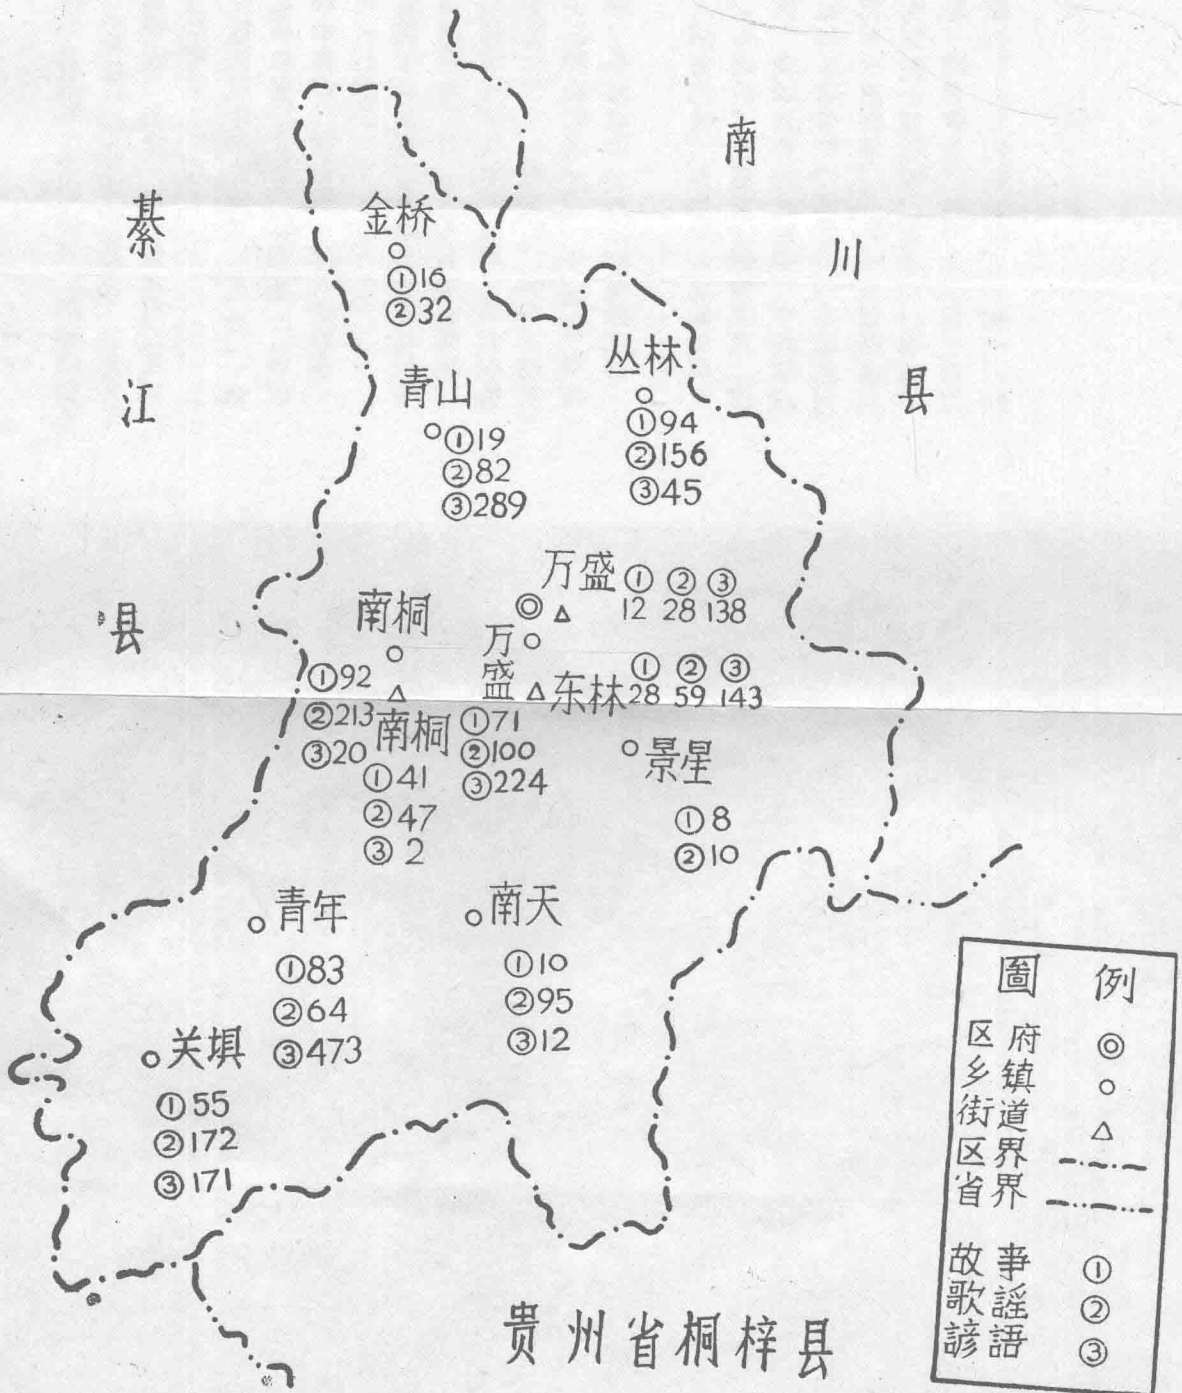 綦江县
南川县
金桥
①16
②32
青山
①19
②82
③289
丛林
①94
②156
③45
万盛
① ② ③
12 28 138
南桐
①92
②213
③20
南桐
①41
②47
③2
万盛
①71
②100
③224
东林
① ② ③
28 59 143
景星
①8
②10
青年
①83
②64
③473
南天
①10
②95
③12
关坝
①55
②172
③171
贵州省桐梓县
圖例
区府
乡镇
街道
区界
省界
故事 ①
歌謡 ②
諺語 ③